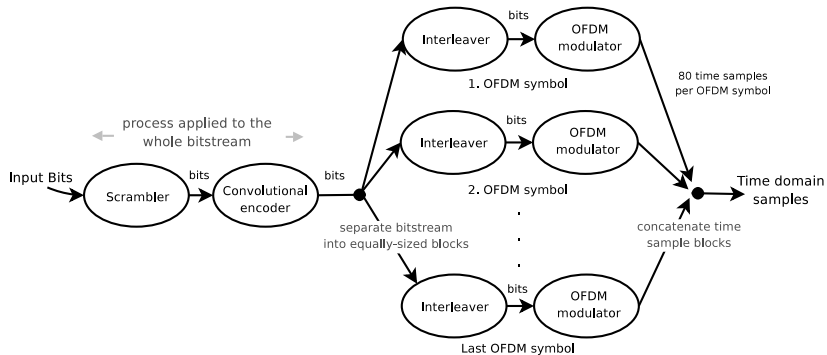 process applied to the
whole bitstream
Input Bits
Scrambler
bits
Convolutional
encoder
bits
separate bitstream
into equally-sized blocks
Interleaver
bits
OFDM
modulator
1. OFDM symbol
Interleaver
bits
OFDM
modulator
2. OFDM symbol
Interleaver
bits
OFDM
modulator
Last OFDM symbol
80 time samples
per OFDM symbol
concatenate time
sample blocks
Time domain
samples